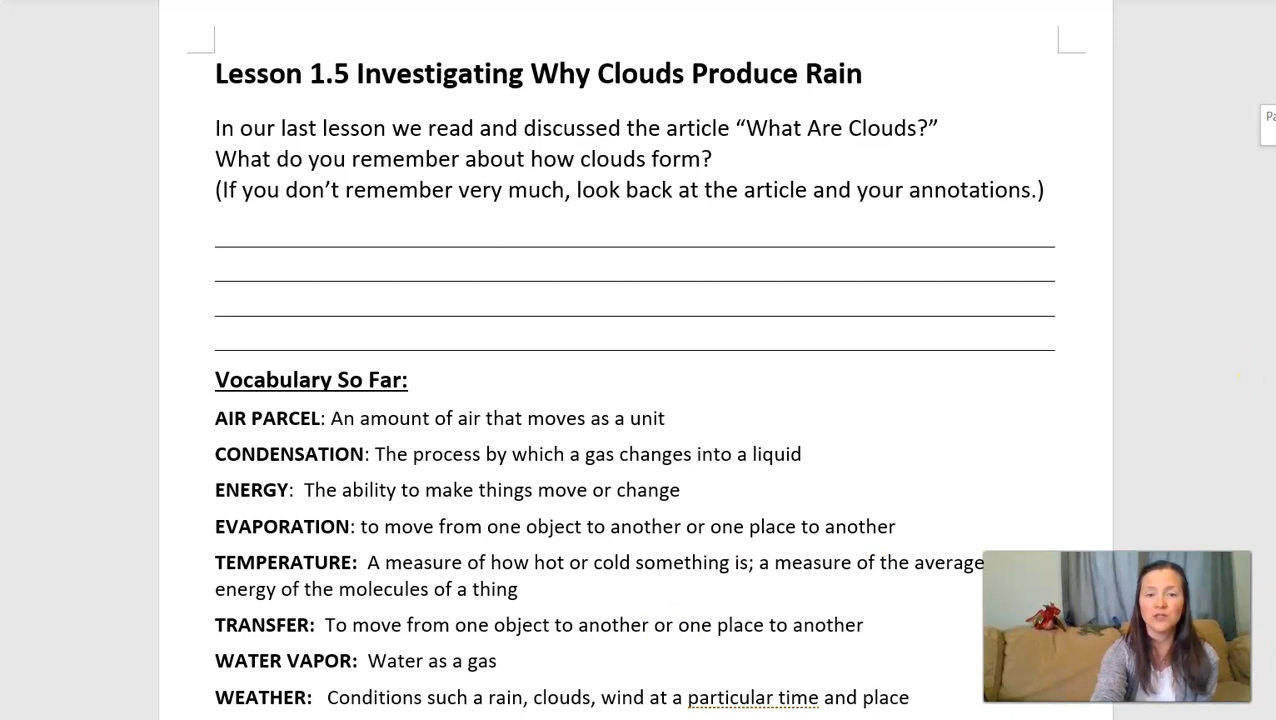 Lesson 1.5 Investigating Why Clouds Produce Rain
In our last lesson we read and discussed the article “What Are Clouds?”
What do you remember about how clouds form?
(If you don’t remember very much, look back at the article and your annotations.)
Vocabulary So Far:
AIR PARCEL: An amount of air that moves as a unit
CONDENSATION: The process by which a gas changes into a liquid
ENERGY:  The ability to make things move or change
EVAPORATION: to move from one object to another or one place to another
TEMPERATURE:  A measure of how hot or cold something is; a measure of the average
energy of the molecules of a thing
TRANSFER:  To move from one object to another or one place to another
WATER VAPOR:  Water as a gas
WEATHER:   Conditions such a rain, clouds, wind at a particular time and place